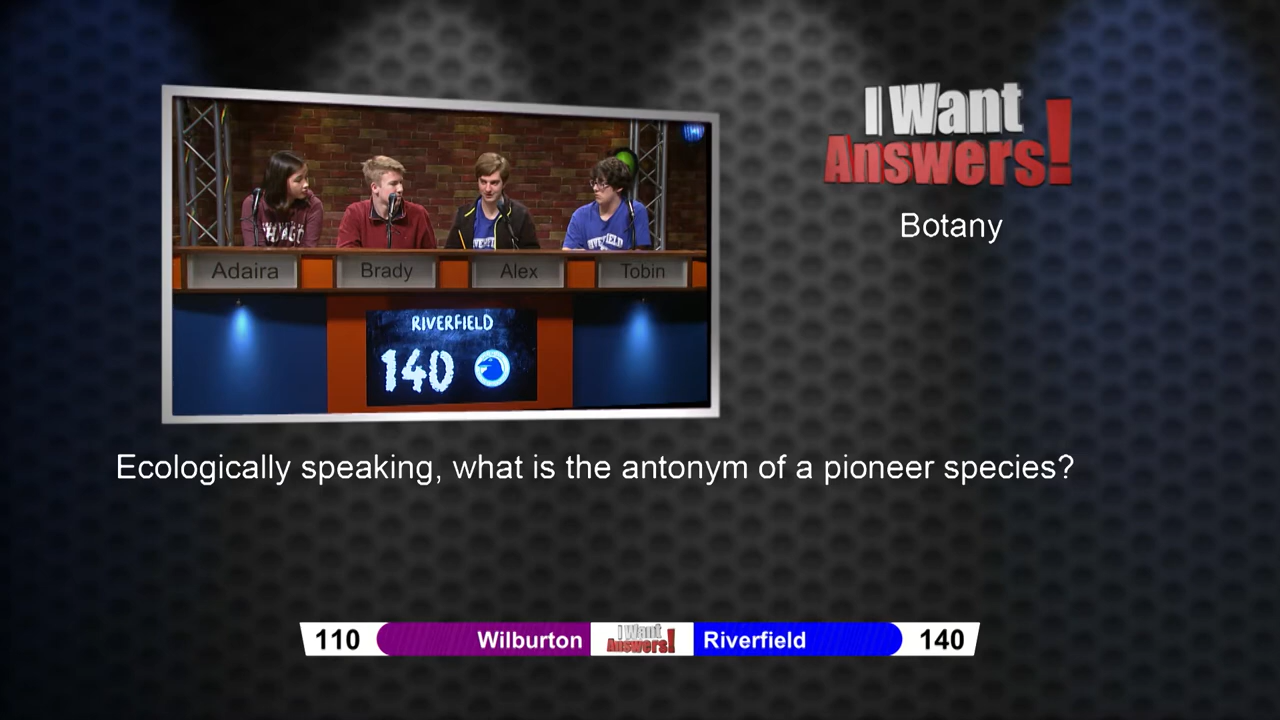 I Want
Answers!
Botany
Adaira
Brady
Alex
Tobin
RIVERFIELD
140
Ecologically speaking, what is the antonym of a pioneer species?
110
Wilburton
I Want
Answers!
Riverfield
140